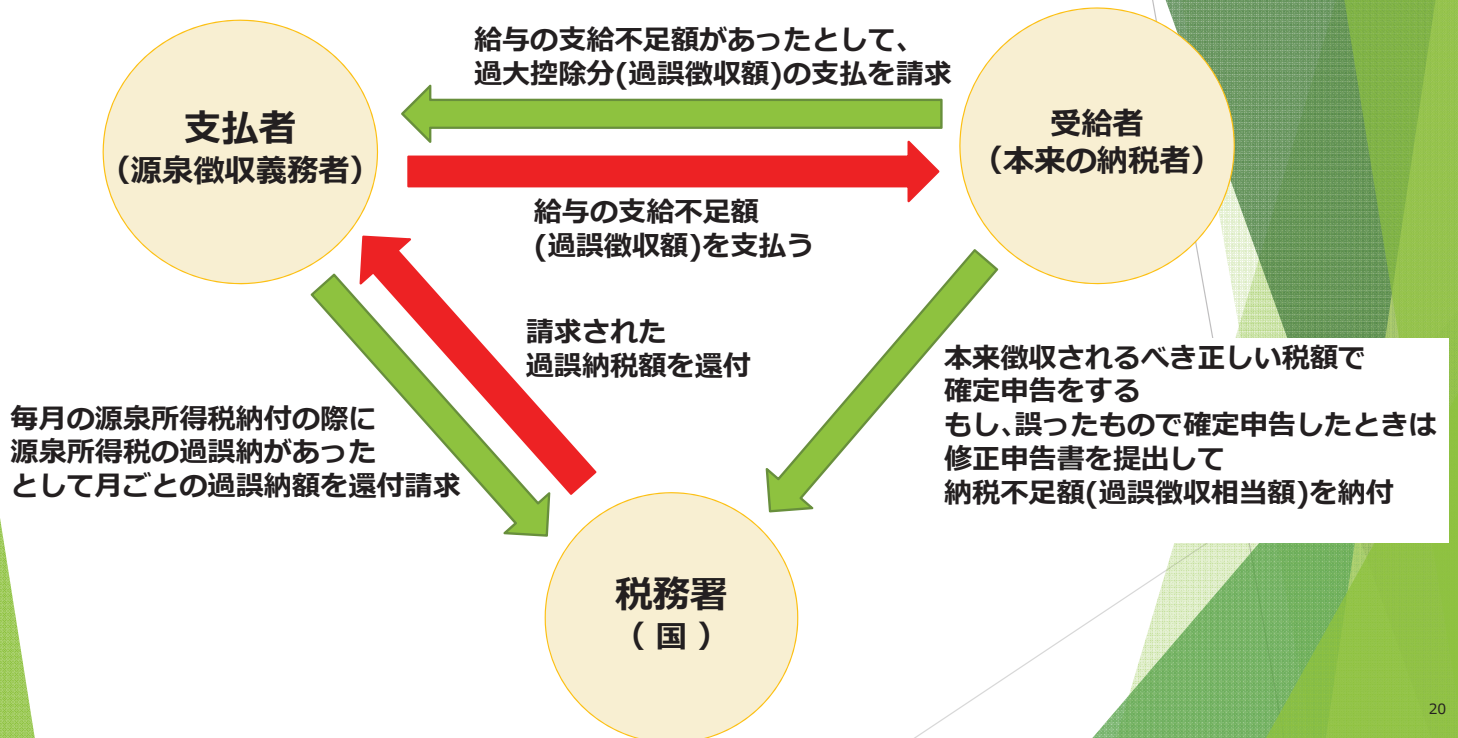 給与の支給不足額があったとして、
過大控除分(過誤徴収額)の支払を請求
支払者
(源泉徴収義務者)
受給者
(本来の納税者)
給与の支給不足額
(過誤徴収額)を支払う
請求された
過誤納税額を還付
本来徴収されるべき正しい税額で
確定申告をする
もし、誤ったもので確定申告したときは
修正申告書を提出して
納税不足額(過誤徴収相当額)を納付
毎月の源泉所得税納付の際に
源泉所得税の過誤納があった
として月ごとの過誤納額を還付請求
税務署
( 国 )
20